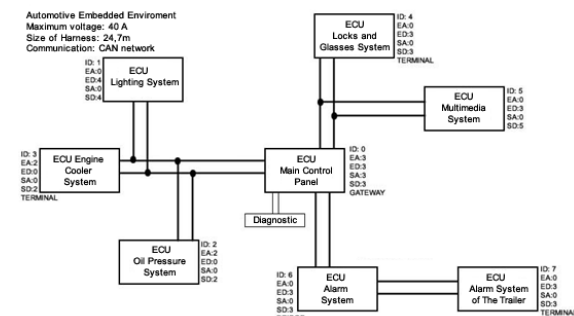 Automotive Embedded Enviroment
Maximum voltage: 40 A
Size of Harness: 24,7m
Communication: CAN network
ID: 1
EA:0
ED:4
SA:0
SD:4
ECU
Lighting System
ECU
Locks and
Glasses System
ID: 4
EA:0
ED:3
SA:0
SD:3
TERMINAL
ECU
Multimedia
System
ID: 5
EA:0
ED:3
SA:0
SD:5
ID: 3
EA:2
ED:0
SA:0
SD:2
TERMINAL
ECU Engine
Cooler
System
ECU
Main Control
Panel
ID: 0
EA:3
ED:3
SA:3
SD:3
GATEWAY
Diagnostic
ECU
Oil Pressure
System
ID: 2
EA:2
ED:0
SA:0
SD:2
ID: 6
EA:0
ED:3
SA:0
SD:3
ECU
Alarm
System
ECU
Alarm System
of The Trailer
ID: 7
EA:0
ED:3
SA:0
SD:3
TERMINAL